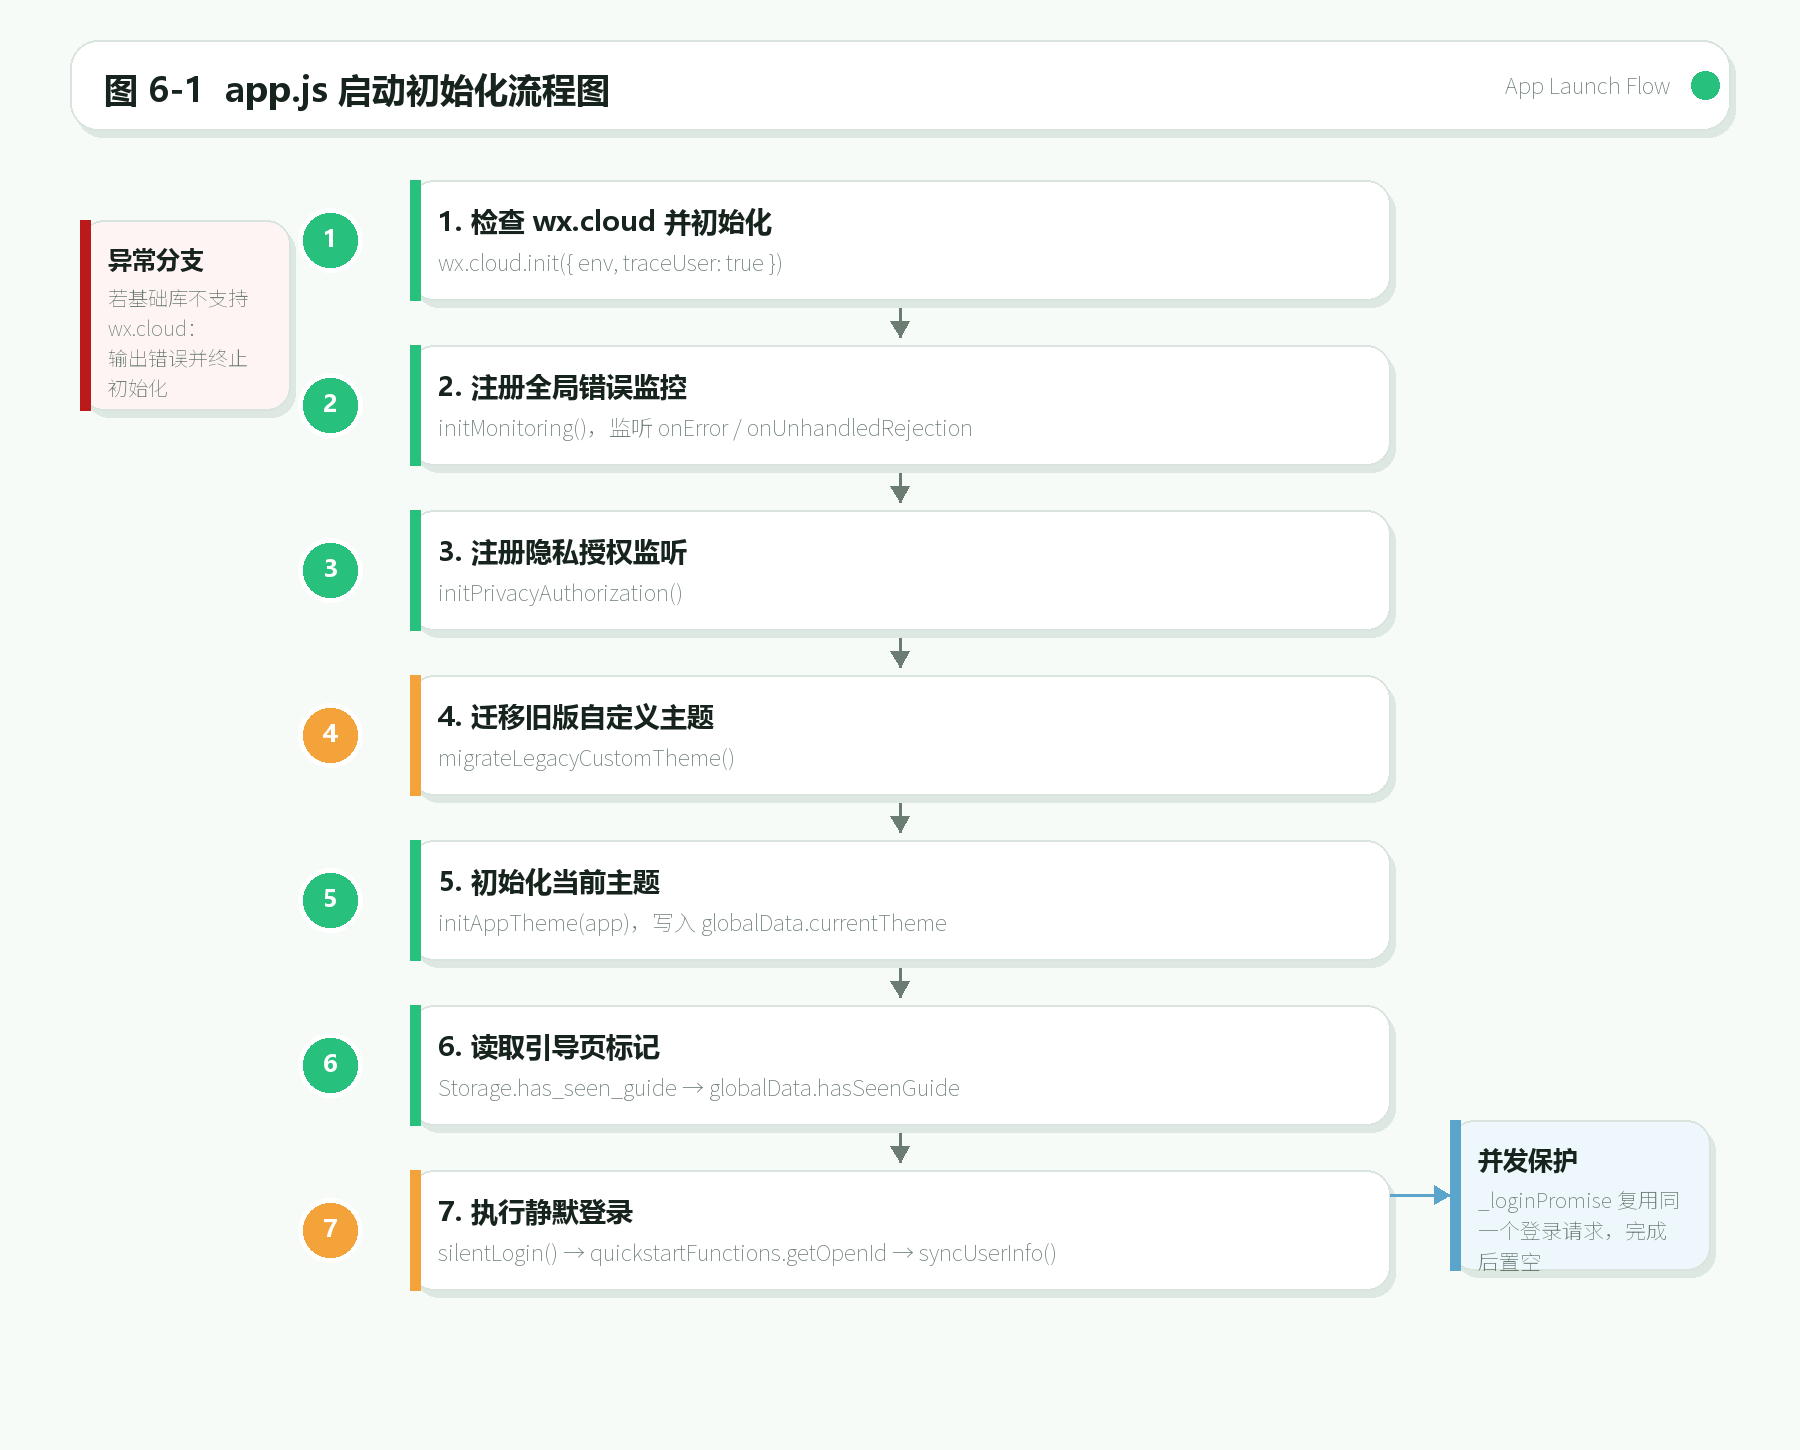 图 6-1 app.js 启动初始化流程图
App Launch Flow
异常分支
若基础库不支持
wx.cloud：
输出错误并终止
初始化
1
1. 检查 wx.cloud 并初始化
wx.cloud.init({ env, traceUser: true })
2
2. 注册全局错误监控
initMonitoring()，监听 onError / onUnhandledRejection
3
3. 注册隐私授权监听
initPrivacyAuthorization()
4
4. 迁移旧版自定义主题
migrateLegacyCustomTheme()
5
5. 初始化当前主题
initAppTheme(app)，写入 globalData.currentTheme
6
6. 读取引导页标记
Storage.has_seen_guide → globalData.hasSeenGuide
7
7. 执行静默登录
silentLogin() → quickstartFunctions.getOpenId → syncUserInfo()
并发保护
_loginPromise 复用同
一个登录请求，完成
后置空